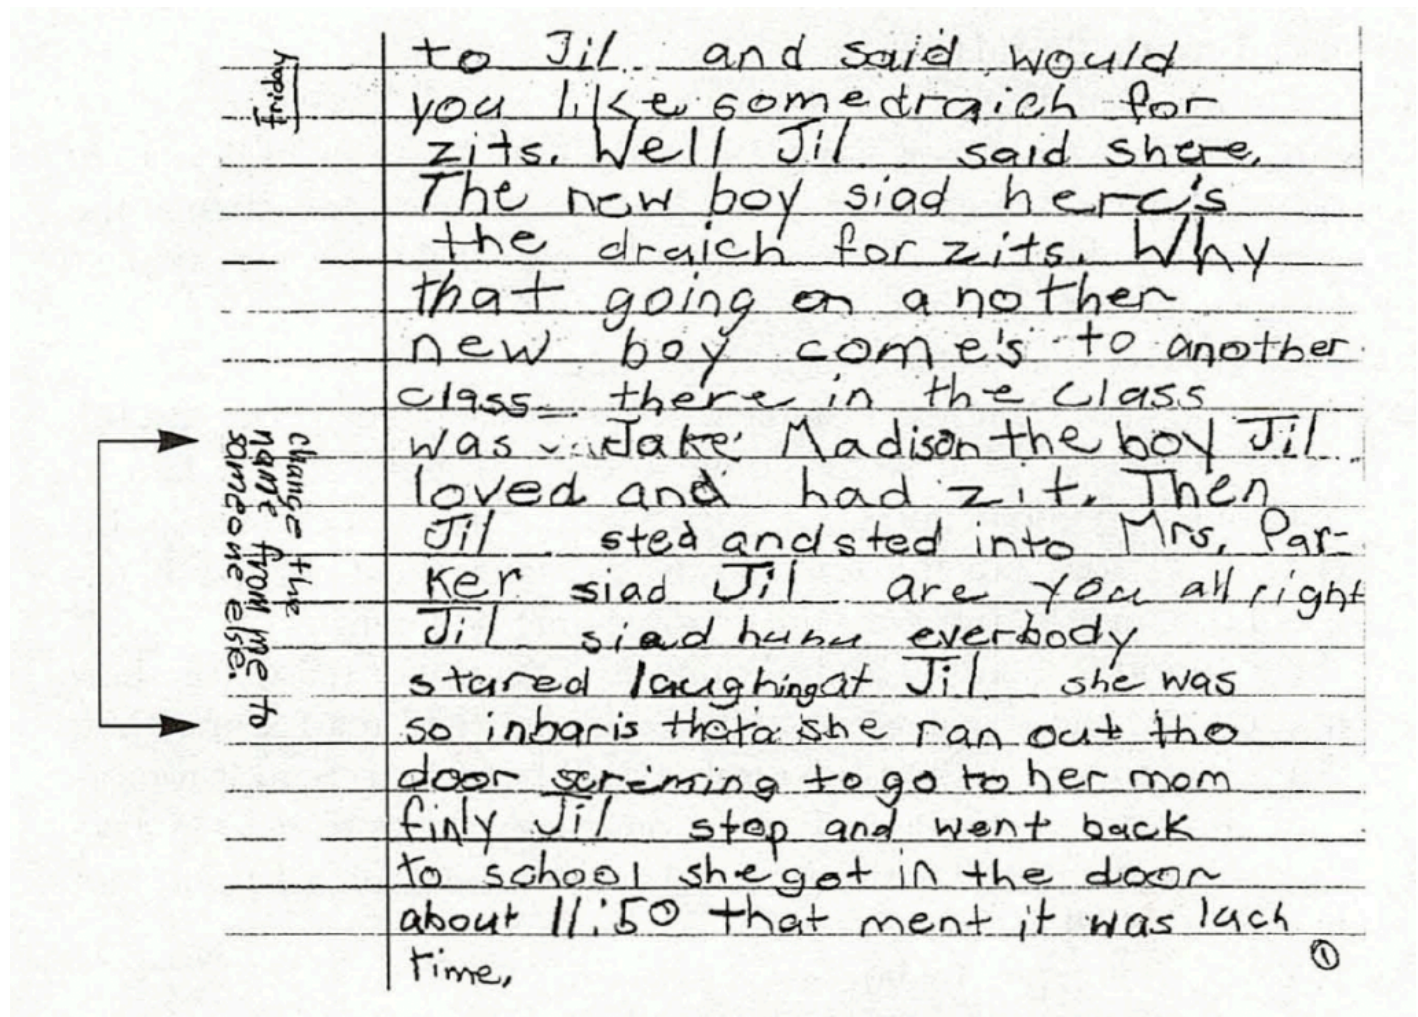 Friday
to Jil and said would
you like somedraich for
zits. Well Jil said shere.
The new boy siad here's
the draich for zits. Why
that going on another
new boy come's to another
class there in the class
was Jake Madison the boy Jil
loved and had zit. Then
Jil sted and sted into Mrs. Par-
ker siad Jil are you all right
Jil siad huhu everbody
stared laughing at Jil she was
so inbaris theta she ran out the
door scriming to go to her mom
finly Jil stop and went back
to school she got in the door
about 11:50 that ment it was lach
time.
1
change the
name from me to
someone else.